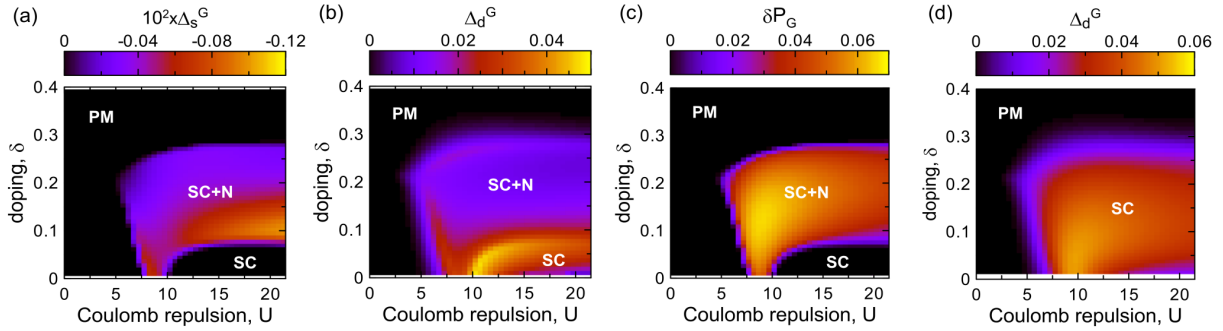 (a)
10²xΔₛᴳ
0 -0.04 -0.08 -0.12
0.4
0.3
0.2
0.1
0
doping, δ
PM
SC+N
SC
0 5 10 15 20
Coulomb repulsion, U
(b)
Δ_d^G
0 0.02 0.04
0.4
0.3
0.2
0.1
0
PM
SC+N
SC
0 5 10 15 20
Coulomb repulsion, U
(c)
δP_G
0 0.02 0.04 0.06
0.4
0.3
0.2
0.1
0
doping, δ
PM
SC+N
SC
0 5 10 15 20
Coulomb repulsion, U
(d)
Δ_d^G
0 0.02 0.04 0.06
0.4
0.3
0.2
0.1
0
doping, δ
PM
SC
0 5 10 15 20
Coulomb repulsion, U